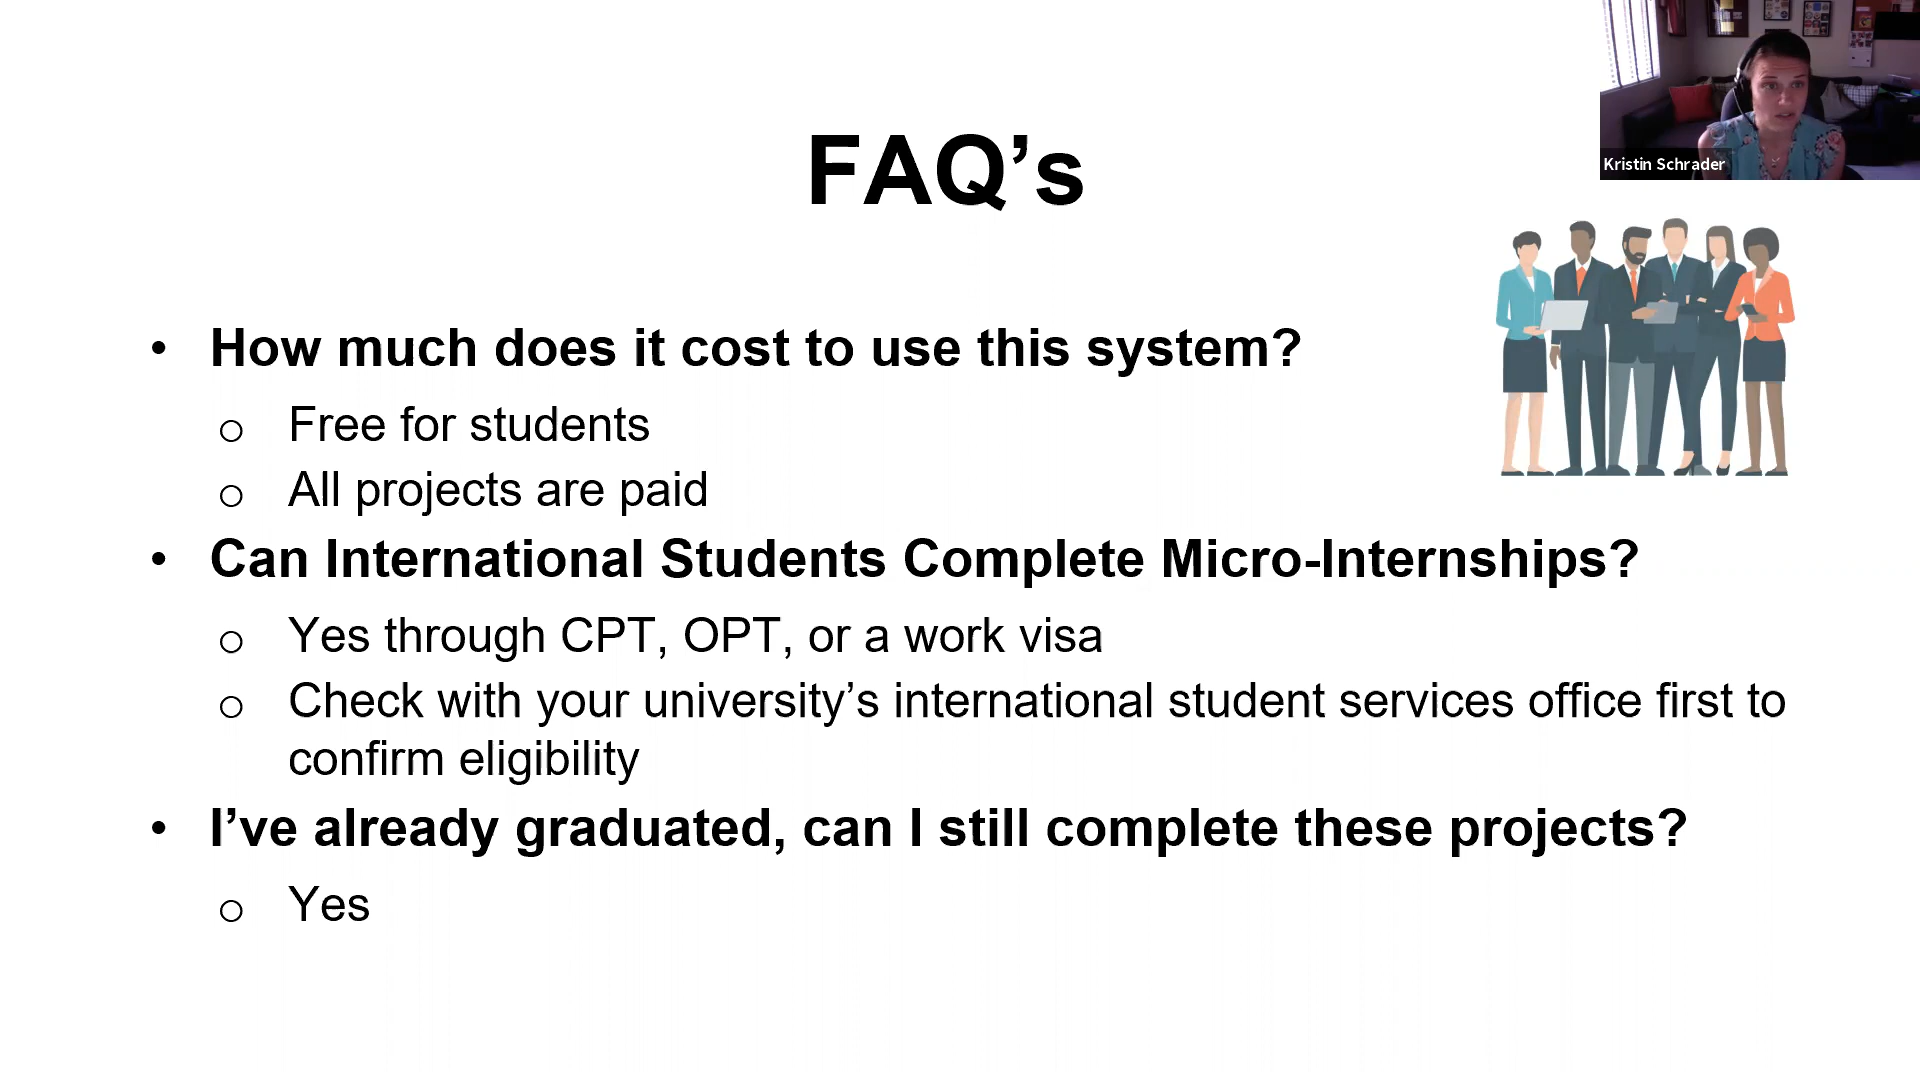 Kristin Schrader
FAQ’s
• How much does it cost to use this system?
o Free for students
o All projects are paid
• Can International Students Complete Micro-Internships?
o Yes through CPT, OPT, or a work visa
o Check with your university’s international student services office first to
confirm eligibility
• I’ve already graduated, can I still complete these projects?
o Yes